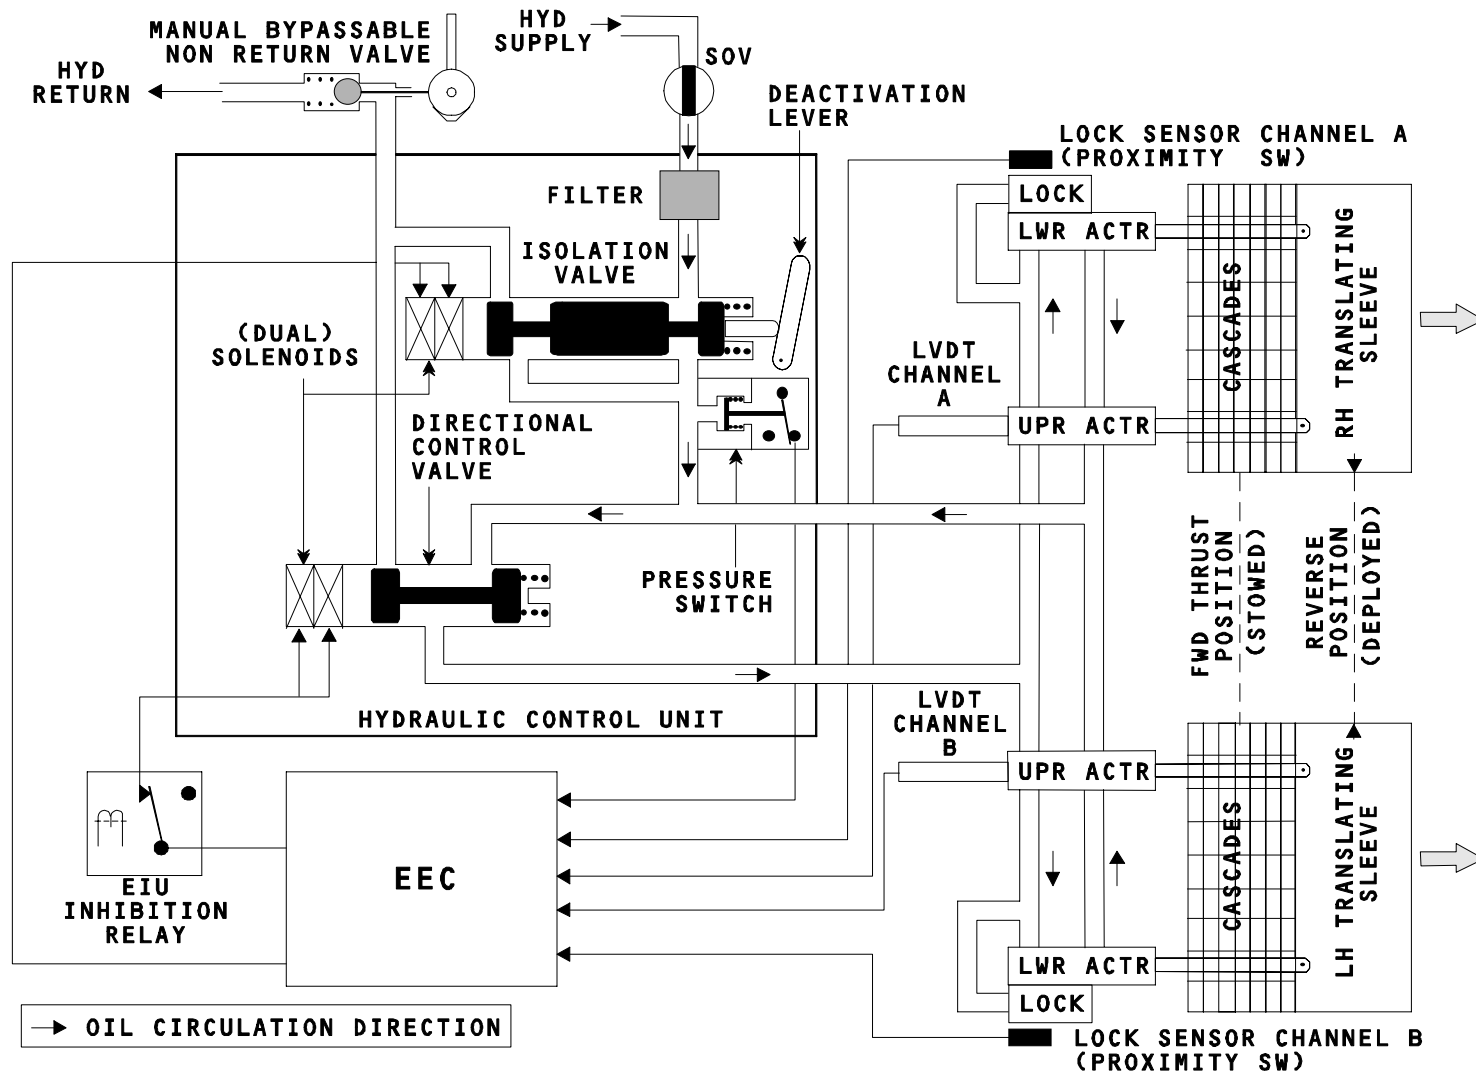 MANUAL BYPASSABLE
NON RETURN VALVE
HYD
SUPPLY
SOV
HYD
RETURN
DEACTIVATION
LEVER
LOCK SENSOR CHANNEL A
(PROXIMITY SW)
FILTER
LOCK
LWR ACTR
ISOLATION
VALVE
CASCADES
RH TRANSLATING
SLEEVE
(DUAL)
SOLENOIDS
LVDT
CHANNEL
A
DIRECTIONAL
CONTROL
VALVE
UPR ACTR
PRESSURE
SWITCH
FWD THRUST
POSITION
(STOWED)
REVERSE
POSITION
(DEPLOYED)
HYDRAULIC CONTROL UNIT
LVDT
CHANNEL
B
UPR ACTR
CASCADES
LH TRANSLATING
SLEEVE
EEC
EIU
INHIBITION
RELAY
LWR ACTR
LOCK
OIL CIRCULATION DIRECTION
LOCK SENSOR CHANNEL B
(PROXIMITY SW)